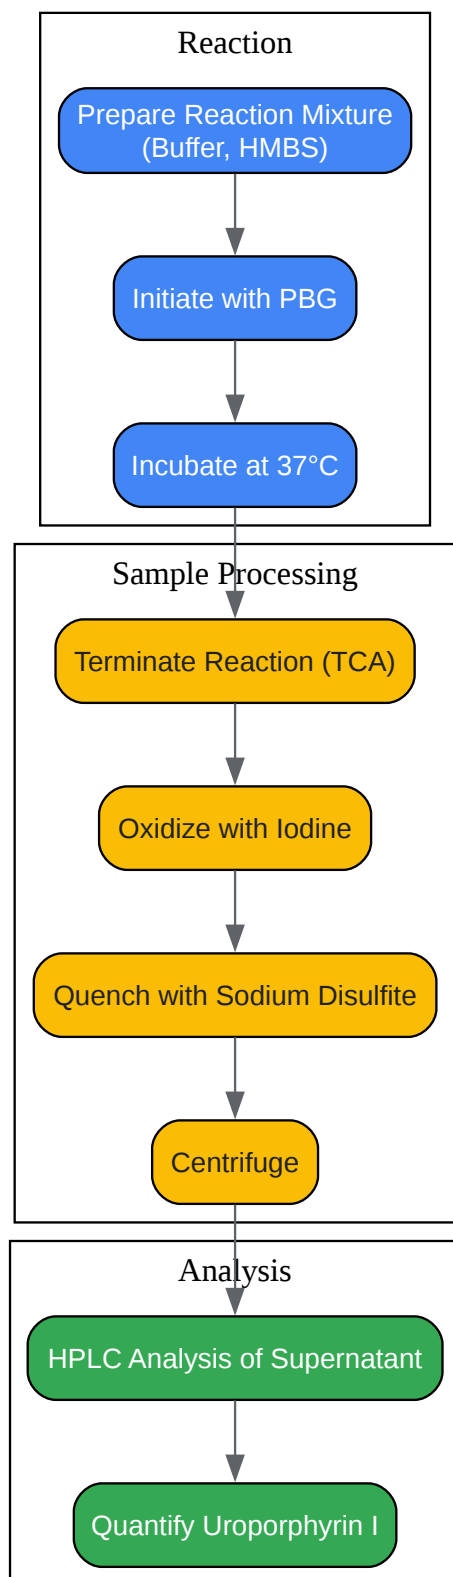 Reaction
Prepare Reaction Mixture
(Buffer, HMBS)
Initiate with PBG
Incubate at 37°C
Sample Processing
Terminate Reaction (TCA)
Oxidize with Iodine
Quench with Sodium Disulfite
Centrifuge
Analysis
HPLC Analysis of Supernatant
Quantify Uroporphyrin I